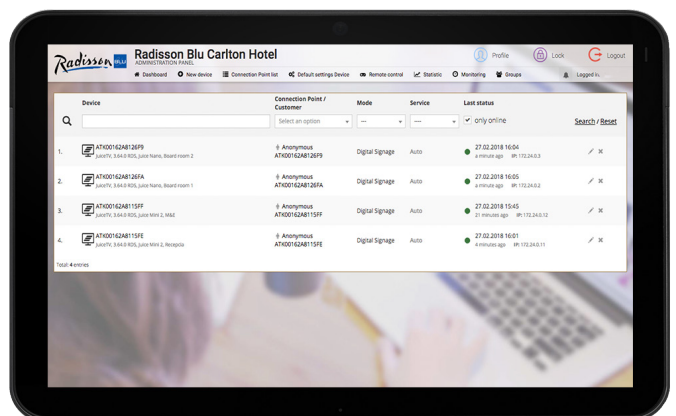 Radisson BLU
Radisson Blu Carlton Hotel
ADMINISTRATION PANEL
Profile
Lock
Logout
Dashboard
New device
Connection Point list
Default settings Device
Remote control
Statistic
Monitoring
Groups
Logged in
Device
Connection Point /
Customer
Mode
Service
Last status
Select an option
---
----
only online
Search / Reset
1.
ATK00162A8126F9
JuiceTV, 3.64.0 RDS, Juice Nano, Board room 2
Anonymous
ATK00162A8126F9
Digital Signage
Auto
27.02.2018 16:04
a minute ago IP: 172.24.0.3
2.
ATK00162A8126FA
JuiceTV, 3.64.0 RDS, Juice Nano, Board room 1
Anonymous
ATK00162A8126FA
Digital Signage
Auto
27.02.2018 16:05
a minute ago IP: 172.24.0.2
3.
ATK00162A8115FF
JuiceTV, 3.64.0 RDS, Juice Mini 2, M&E
Anonymous
ATK00162A8115FF
Digital Signage
Auto
27.02.2018 15:45
21 minutes ago IP: 172.24.0.12
4.
ATK00162A8115FE
JuiceTV, 3.64.0 RDS, Juice Mini 2, Recepcia
Anonymous
ATK00162A8115FE
Digital Signage
Auto
27.02.2018 16:01
4 minutes ago IP: 172.24.0.11
Total: 4 entries